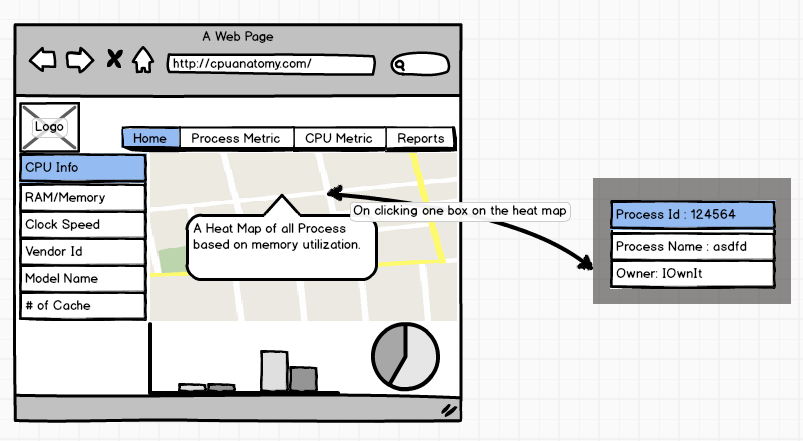 A Web Page
http://cpuanatomy.com/
Logo
Home
Process Metric
CPU Metric
Reports
CPU Info
RAM/Memory
Clock Speed
Vendor Id
Model Name
# of Cache
A Heat Map of all Process
based on memory utilization.
On clicking one box on the heat map
Process Id : 124564
Process Name : asdfd
Owner: IOwnIt